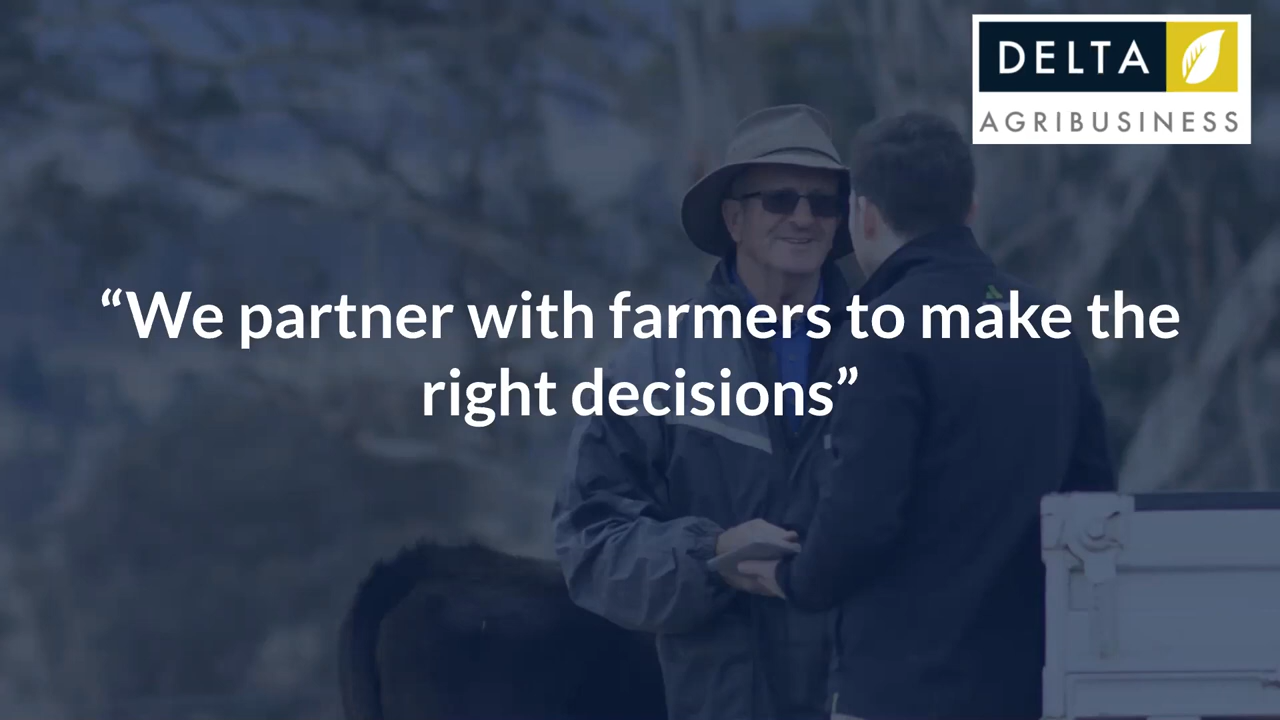 DELTA
AGRIBUSINESS
“We partner with farmers to make the
right decisions”